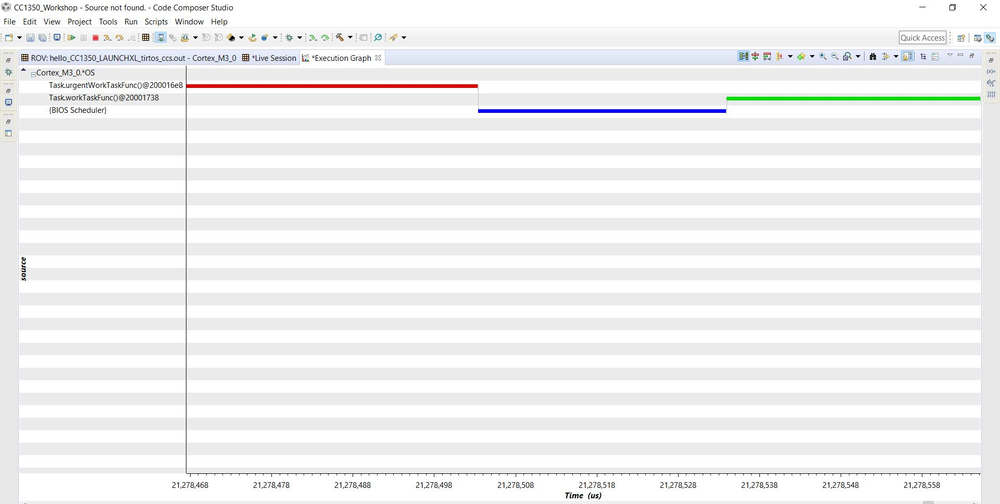 CC1350_Workshop - Source not found. - Code Composer Studio
File Edit View Project Tools Run Scripts Window Help
Quick Access
ROV: hello_CC1350_LAUNCHXL_tirtos_ccs.out - Cortex_M3_0 *Live Session *Execution Graph
Cortex_M3_0.*OS
Task.urgentWorkTaskFunc()@200016e8
Task.workTaskFunc()@20001738
{BIOS Scheduler}
(x)=
1010
0101
source
21,278,468 21,278,478 21,278,488 21,278,498 21,278,508 21,278,518 21,278,528 21,278,538 21,278,548 21,278,558
Time (us)